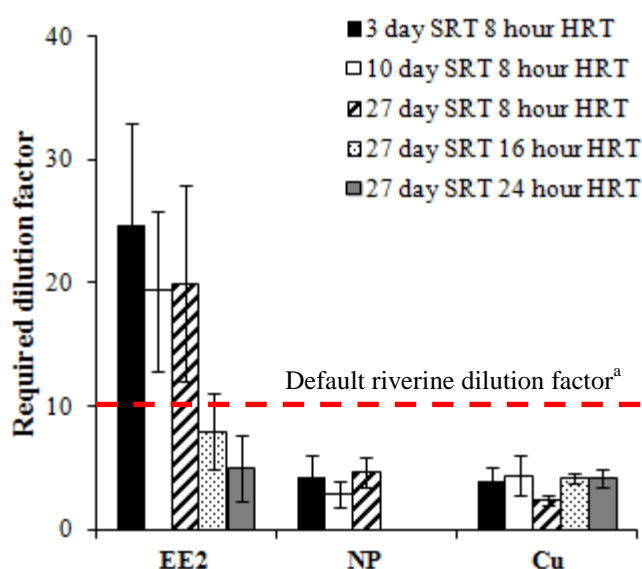 Required dilution factor
40
30
20
10
0
3 day SRT 8 hour HRT
10 day SRT 8 hour HRT
27 day SRT 8 hour HRT
27 day SRT 16 hour HRT
27 day SRT 24 hour HRT
Default riverine dilution factorᵃ
EE2 NP Cu